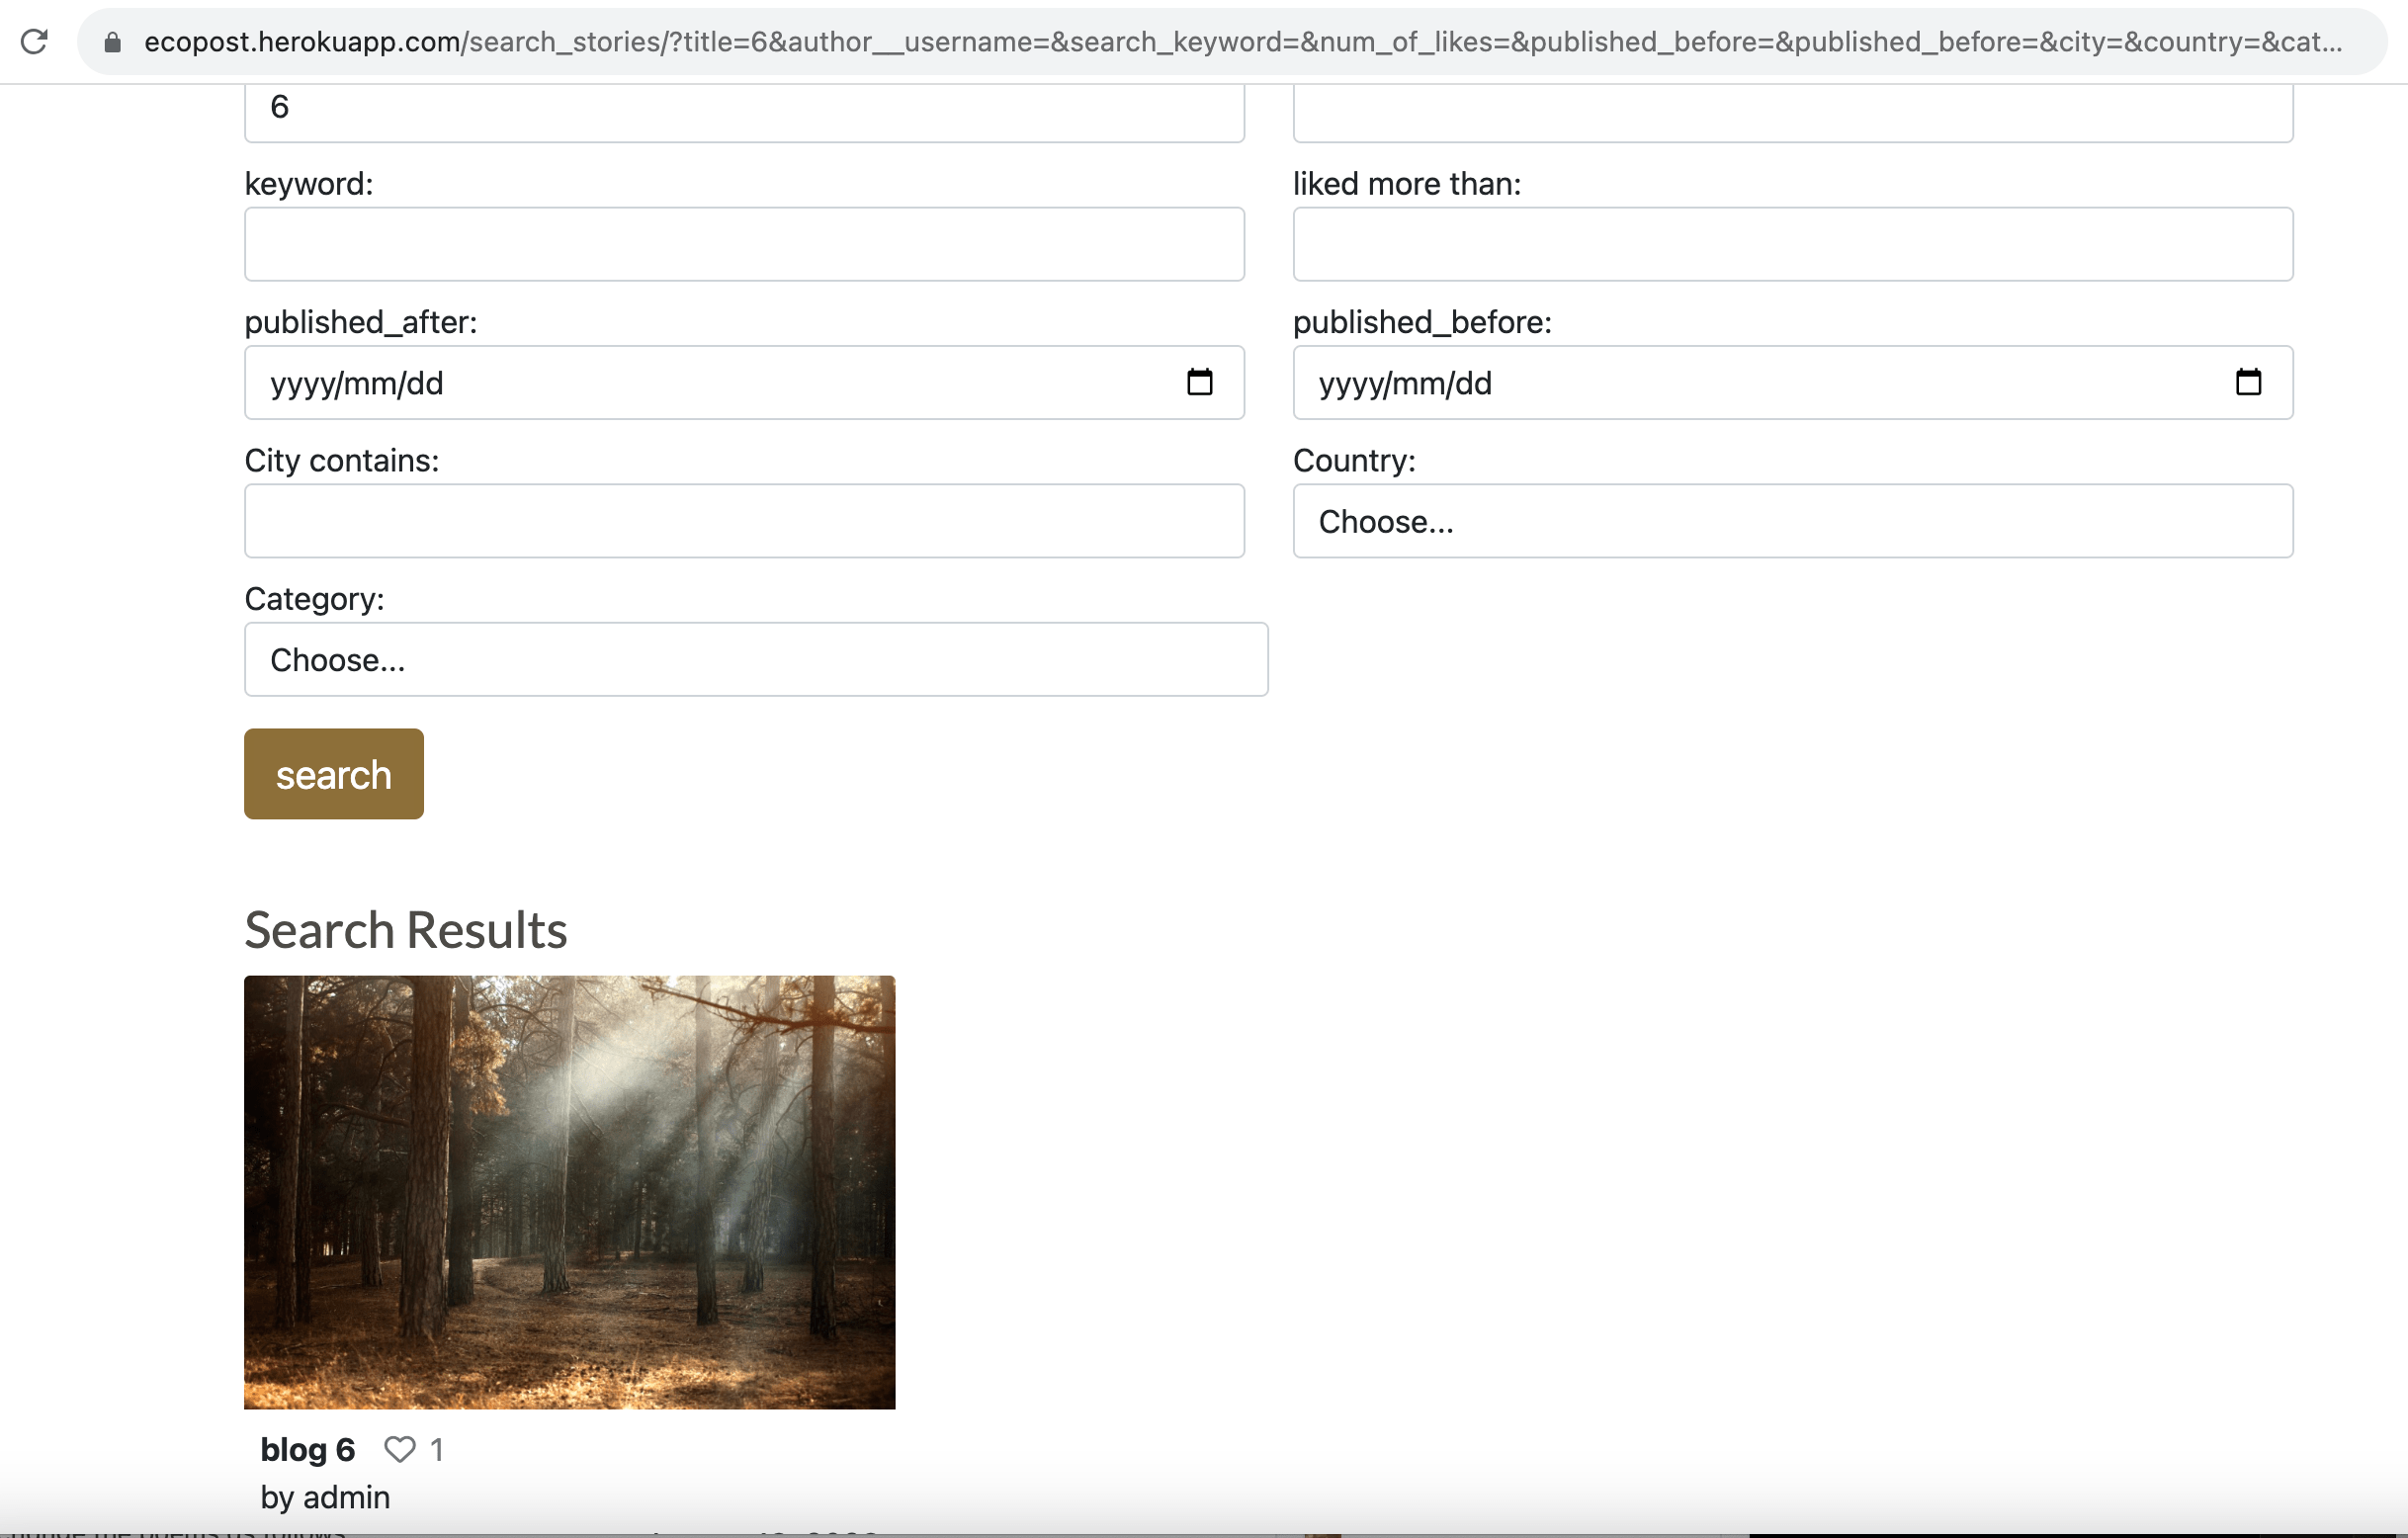 ecopost.herokuapp.com/search_stories/?title=6&author__username=&search_keyword=&num_of_likes=&published_before=&published_before=&city=&country=&cat...
6
keyword:
liked more than:
published_after:
published_before:
yyyy/mm/dd
yyyy/mm/dd
City contains:
Country:
Choose...
Category:
Choose...
search
Search Results
blog 6 1
by admin